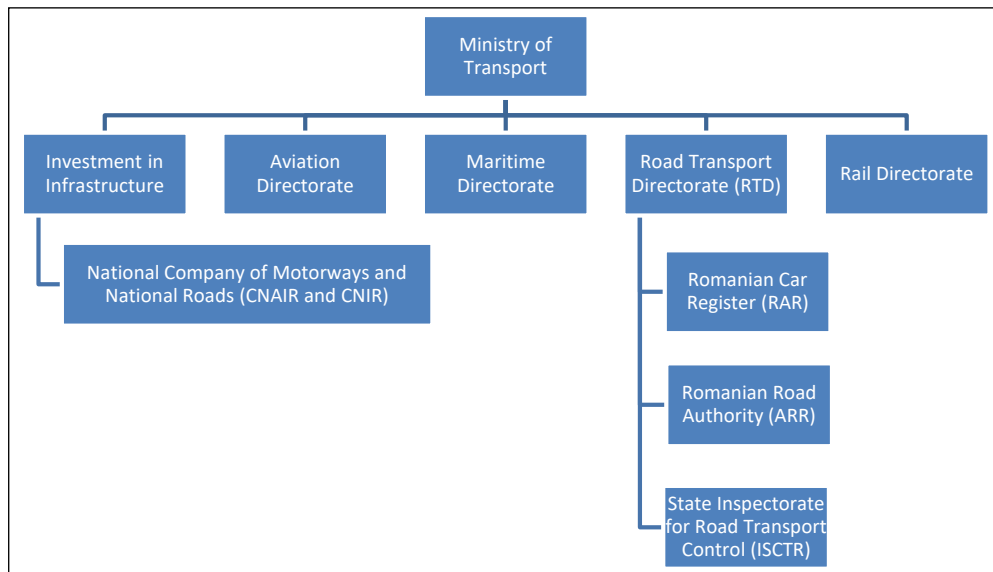 Ministry of
Transport
Investment in
Infrastructure
Aviation
Directorate
Maritime
Directorate
Road Transport
Directorate (RTD)
Rail Directorate
National Company of Motorways and
National Roads (CNAIR and CNIR)
Romanian Car
Register (RAR)
Romanian Road
Authority (ARR)
State Inspectorate
for Road Transport
Control (ISCTR)